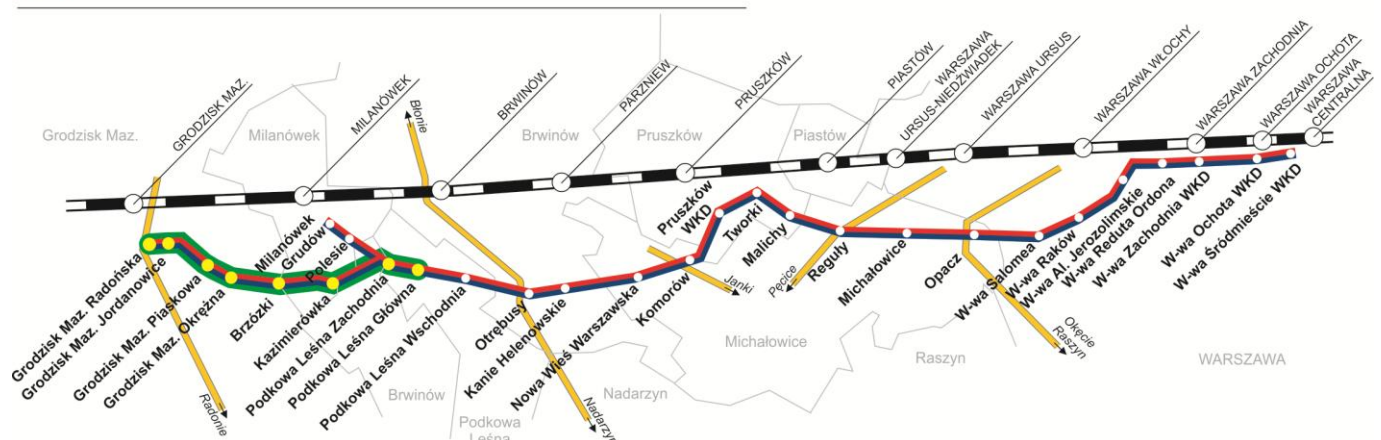 GRODZISK MAZ.
MILANÓWEK
BRWINÓW
PARZNIEW
PRUSZKÓW
PIASTÓW
WARSZAWA
URSUS-NIEDŹWIADEK
WARSZAWA URSUS
WARSZAWA WŁOCHY
WARSZAWA ZACHODNIA
WARSZAWA OCHOTA
WARSZAWA
CENTRALNA
Grodzisk Maz.
Milanówek
Błonie
Brwinów
Pruszków
Piastów
Grodzisk Maz. Radońska
Grodzisk Maz. Jordanowice
Grodzisk Maz. Piaskowa
Grodzisk Maz. Okrężna
Brzózki
Milanówek
Grudów
Polesie
Kazimierówka
Podkowa Leśna Zachodnia
Podkowa Leśna Główna
Podkowa Leśna Wschodnia
Otrębusy
Kanie Helenowskie
Nowa Wieś Warszawska
Komorów
Pruszków
WKD
Tworki
Malichy
Reguły
Michałowice
Opacz
W-wa Salomea
W-wa Raków
W-wa Al. Jerozolimskie
W-wa Reduta Ordona
W-wa Zachodnia WKD
W-wa Ochota WKD
W-wa Śródmieście WKD
Janki
Pęcice
Okęcie
Raszyn
Michałowice
Raszyn
WARSZAWA
Radonie
Brwinów
Podkowa
Leśna
Nadarzyn
Nadarzyn